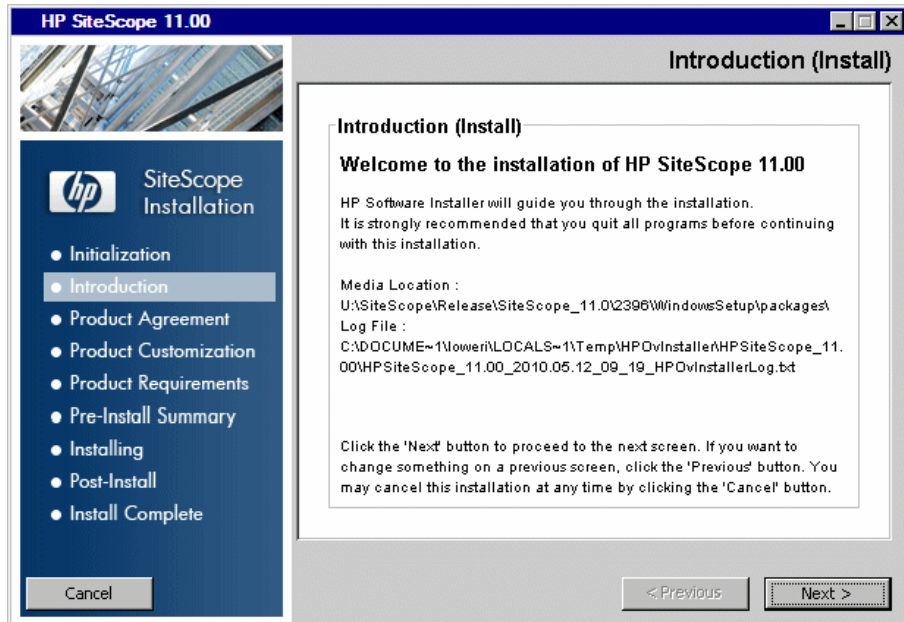 HP SiteScope 11.00
Introduction (Install)
hp
SiteScope
Installation
Initialization
Introduction
Product Agreement
Product Customization
Product Requirements
Pre-Install Summary
Installing
Post-Install
Install Complete
Cancel
Introduction (Install)
Welcome to the installation of HP SiteScope 11.00
HP Software Installer will guide you through the installation.
It is strongly recommended that you quit all programs before continuing
with this installation.
Media Location :
U:\SiteScope\Release\SiteScope_11.0\2396\WindowsSetup\packages\
Log File :
C:\DOCUME~1\loweri\LOCALS~1\Temp\HPOvInstaller\HPSiteScope_11.
00\HPSiteScope_11.00_2010.05.12_09_19_HPOvInstallerLog.txt
Click the 'Next' button to proceed to the next screen. If you want to
change something on a previous screen, click the 'Previous' button. You
may cancel this installation at any time by clicking the 'Cancel' button.
< Previous
Next >